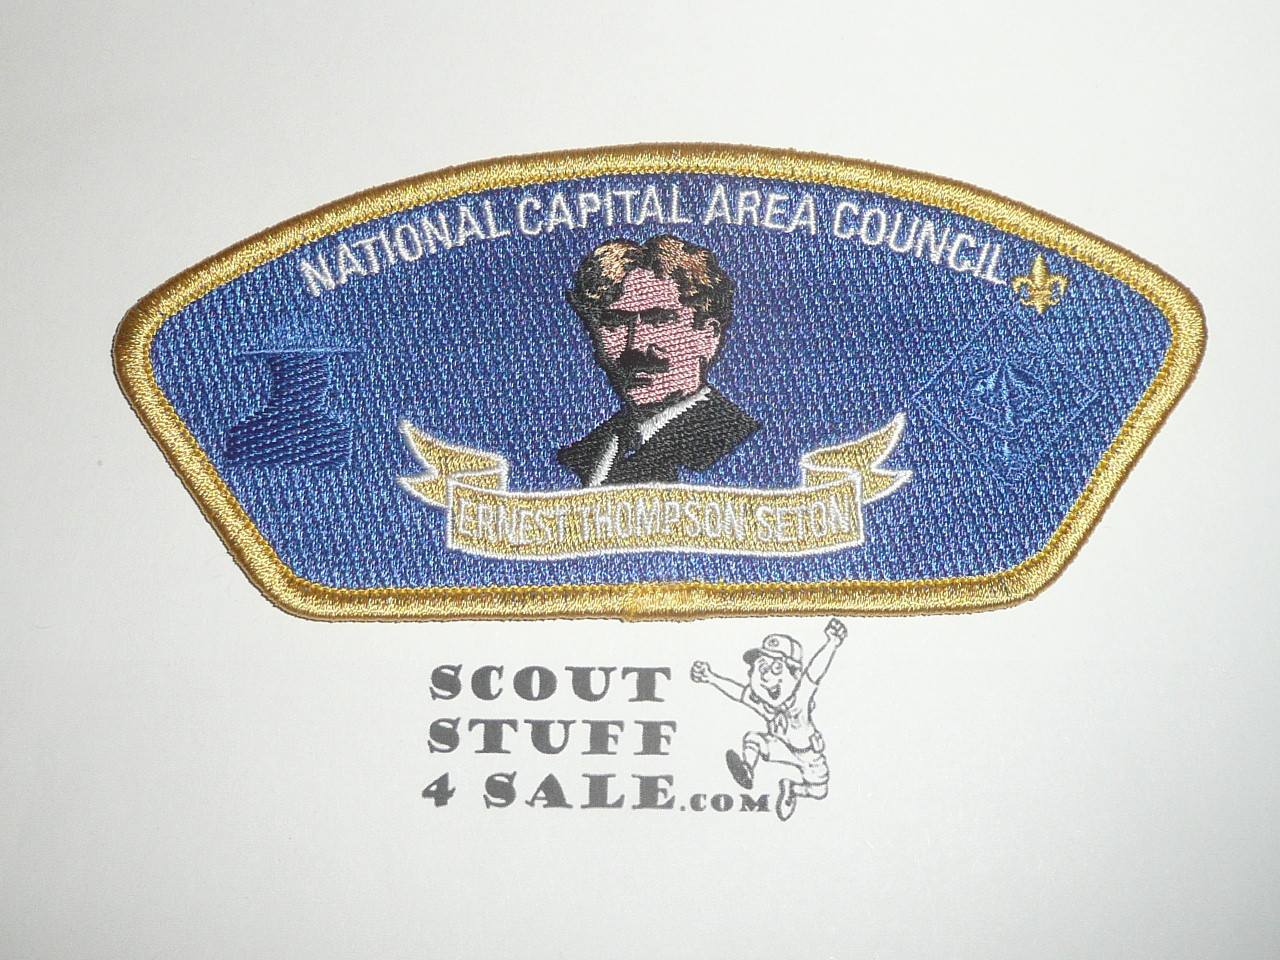 NATIONAL CAPITAL AREA COUNCIL
ERNEST THOMPSON SETON
SCOUT
STUFF
4 SALE.COM